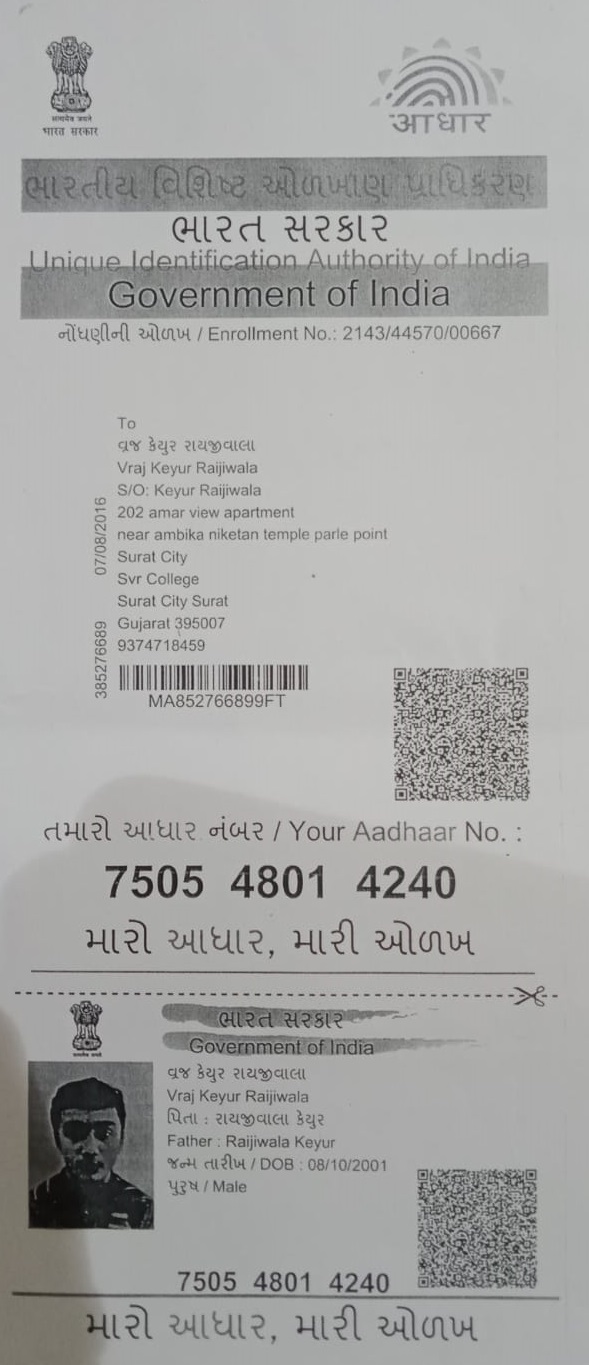 सत्यमेव जयते
भारत सरकार
आधार
ભારતીય વિશિષ્ટ ઓળખાણ પ્રાધિકરણ
ભારત સરકાર
Unique Identification Authority of India
Government of India
નોંધણીની ઓળખ / Enrollment No.: 2143/44570/00667
To
વ્રજ કેયુર રાયજીવાલા
Vraj Keyur Raijiwala
S/O: Keyur Raijiwala
202 amar view apartment
near ambika niketan temple parle point
Surat City
Svr College
Surat City Surat
Gujarat 395007
9374718459
07/08/2016
385276689
MA852766899FT
તમારો આધાર નંબર / Your Aadhaar No. :
7505 4801 4240
મારો આધાર, મારી ઓળખ
ભારત સરકાર
Government of India
વ્રજ કેયુર રાયજીવાલા
Vraj Keyur Raijiwala
પિતા : રાયજીવાલા કેયુર
Father : Raijiwala Keyur
જન્મ તારીખ / DOB : 08/10/2001
પુરુષ / Male
7505 4801 4240
મારો આધાર, મારી ઓળખ